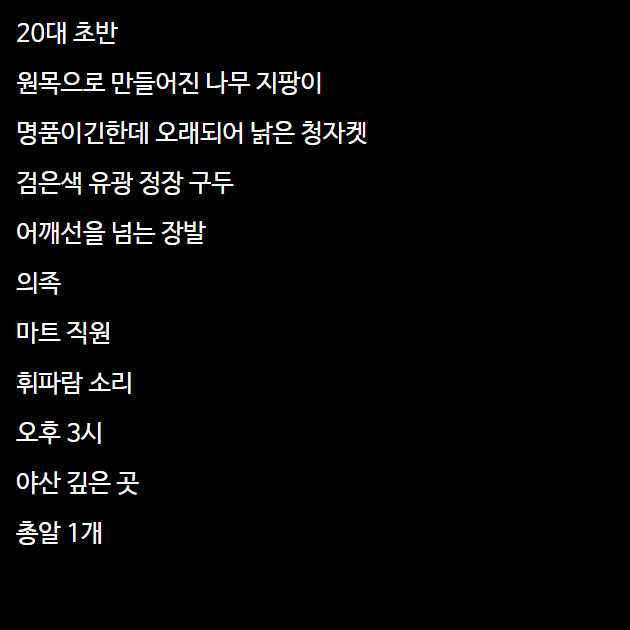 20대 초반
원목으로 만들어진 나무 지팡이
명품이긴한데 오래되어 낡은 청자켓
검은색 유광 정장 구두
어깨선을 넘는 장발
의족
마트 직원
휘파람 소리
오후 3시
야산 깊은 곳
총알 1개